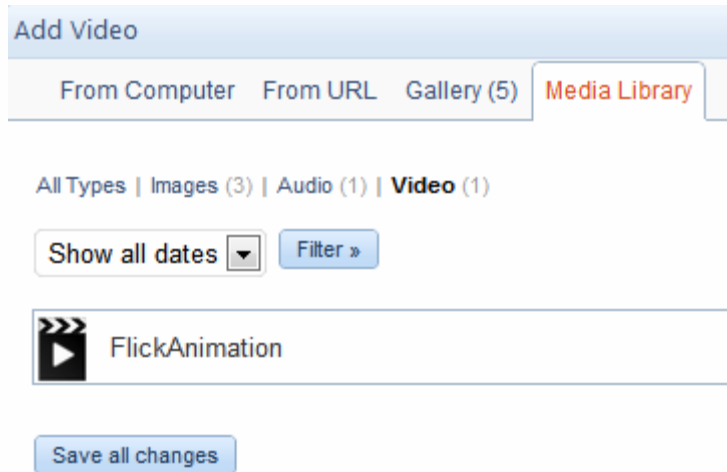 Add Video
From Computer From URL Gallery (5) Media Library
All Types | Images (3) | Audio (1) | Video (1)
Show all dates Filter »
FlickAnimation
Save all changes